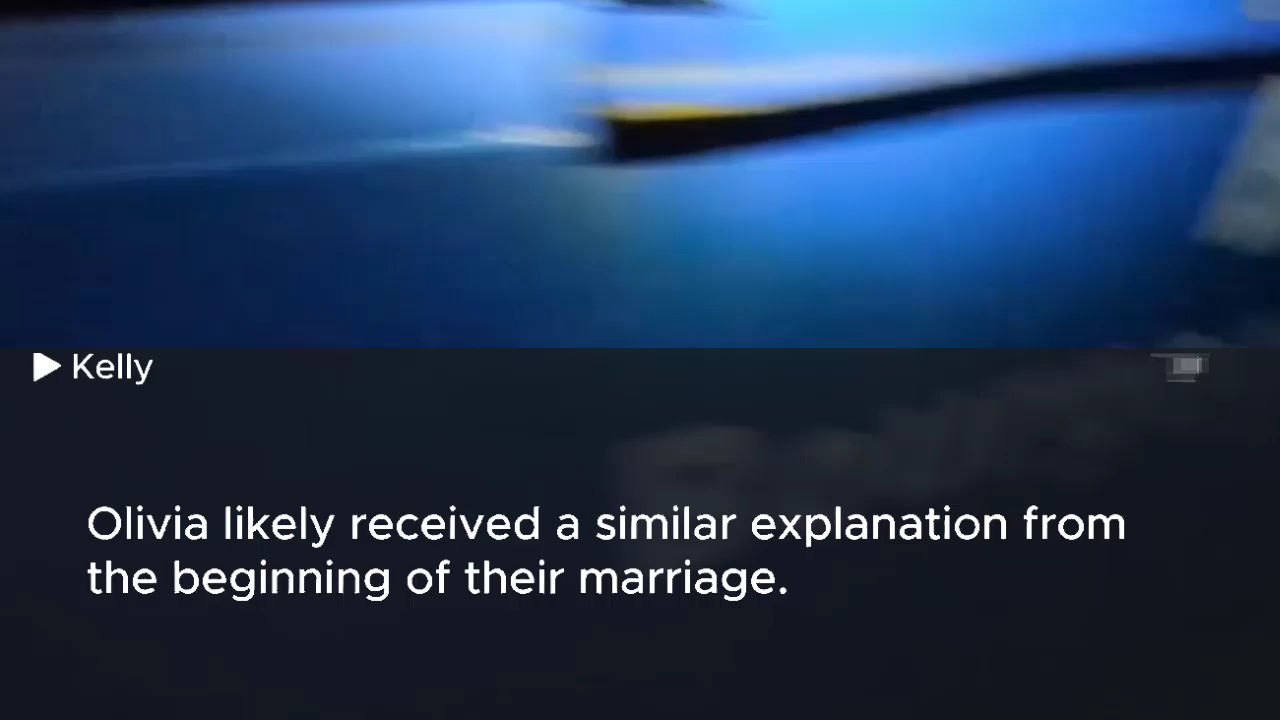 Kelly
Olivia likely received a similar explanation from
the beginning of their marriage.